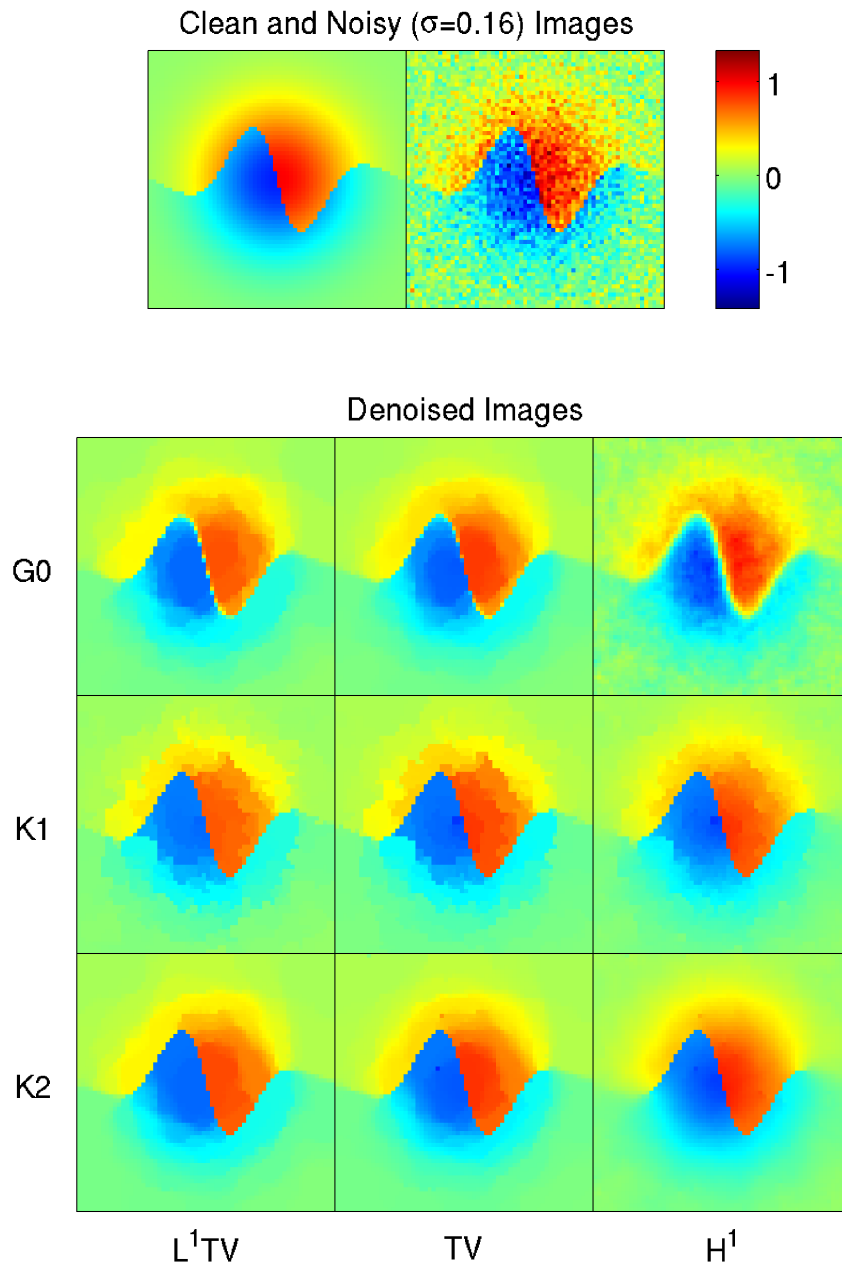 Clean and Noisy (σ=0.16) Images
1
0
-1
Denoised Images
G0
K1
K2
L¹TV TV H¹